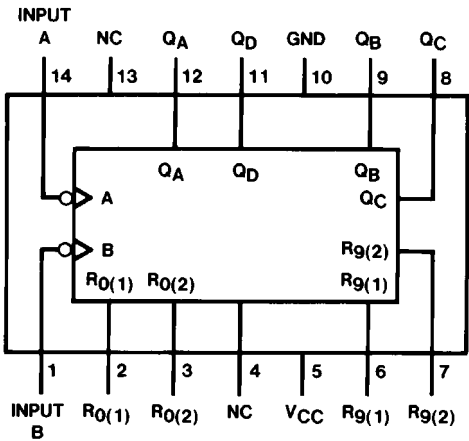 INPUT
A NC QA QD GND QB QC
14 13 12 11 10 9 8
QA QD QB
A QC
B R9(2)
R0(1) R0(2) R9(1)
1 2 3 4 5 6 7
INPUT R0(1) R0(2) NC VCC R9(1) R9(2)
B